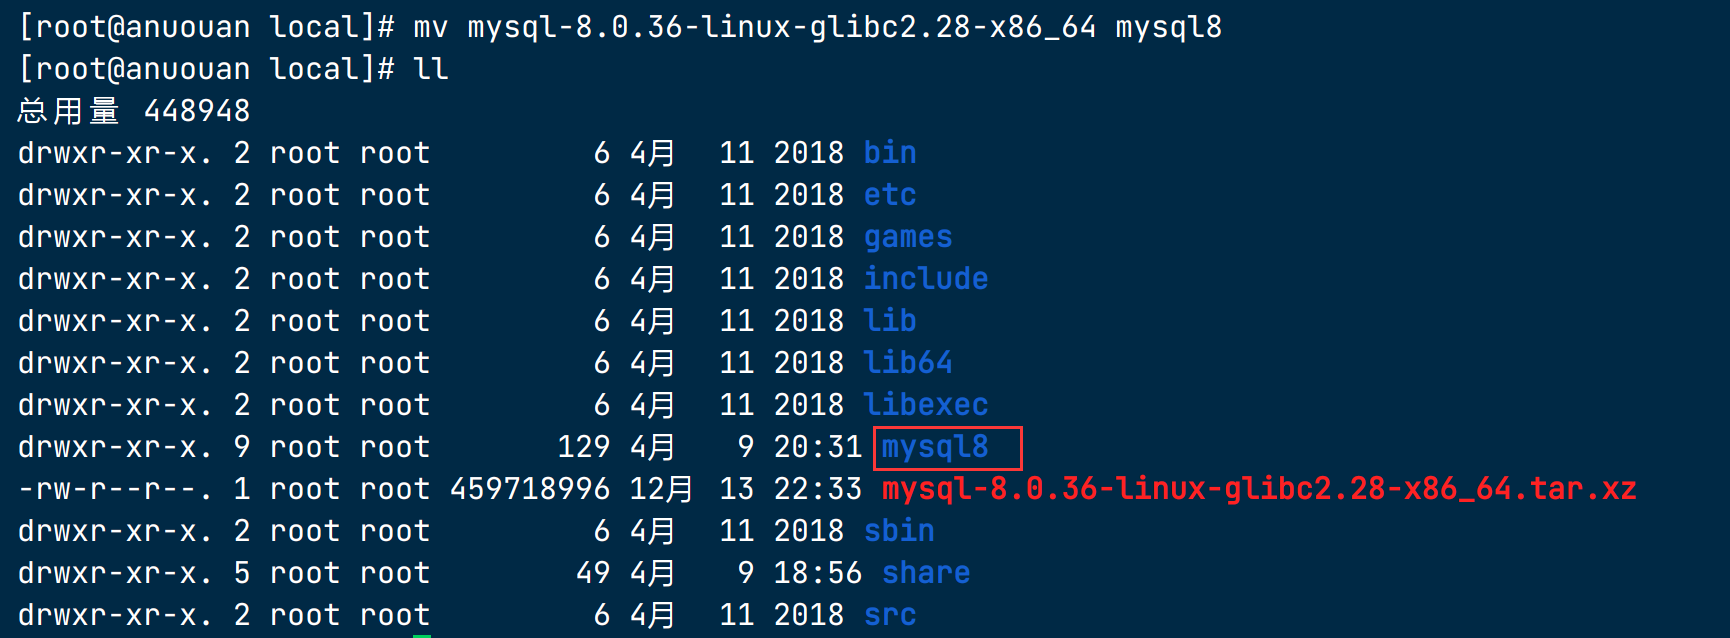 [root@anuouan local]# mv mysql-8.0.36-linux-glibc2.28-x86_64 mysql8
[root@anuouan local]# ll
总用量 448948
drwxr-xr-x. 2 root root         6 4月  11 2018 bin
drwxr-xr-x. 2 root root         6 4月  11 2018 etc
drwxr-xr-x. 2 root root         6 4月  11 2018 games
drwxr-xr-x. 2 root root         6 4月  11 2018 include
drwxr-xr-x. 2 root root         6 4月  11 2018 lib
drwxr-xr-x. 2 root root         6 4月  11 2018 lib64
drwxr-xr-x. 2 root root         6 4月  11 2018 libexec
drwxr-xr-x. 9 root root       129 4月   9 20:31 mysql8
-rw-r--r--. 1 root root 459718996 12月 13 22:33 mysql-8.0.36-linux-glibc2.28-x86_64.tar.xz
drwxr-xr-x. 2 root root         6 4月  11 2018 sbin
drwxr-xr-x. 5 root root        49 4月   9 18:56 share
drwxr-xr-x. 2 root root         6 4月  11 2018 src